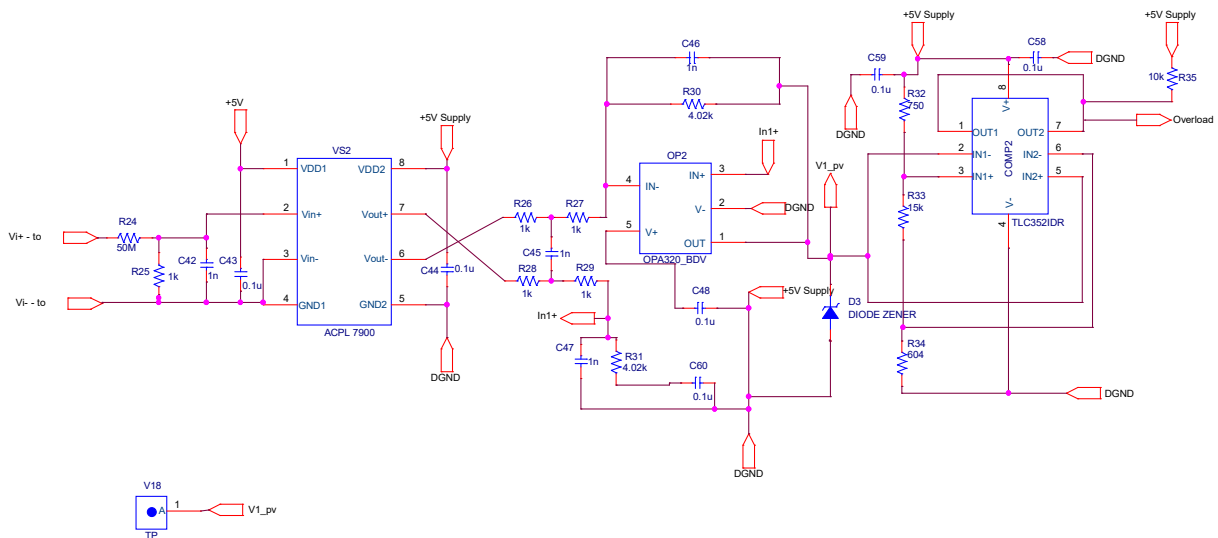 +5V Supply
+5V Supply
C46
1n
C59
0.1u
C58
0.1u
DGND
10k
R35
R30
4.02k
R32
750
8
V+
+5V
+5V Supply
DGND
1
OUT1
OUT2
7
Overload
In1+
VS2
OP2
V1_pv
2
IN1-
IN2-
6
3
IN1+
COMP2
IN2+
5
1
VDD1
VDD2
8
4
IN-
IN+
3
R24
50M
2
Vin+
Vout+
7
R26
1k
R27
1k
V-
2
DGND
R33
15k
V-
4
TLC352IDR
Vi+ - to
5
V+
OUT
1
OPA320_BDV
R25
1k
C42
1n
C43
0.1u
3
Vin-
Vout-
6
C45
1n
C44
0.1u
R28
1k
R29
1k
+5V Supply
Vi- - to
4
GND1
GND2
5
ACPL 7900
C48
0.1u
D3
DIODE ZENER
In1+
R34
604
C47
1n
R31
4.02k
C60
0.1u
DGND
DGND
DGND
V18
A
1
V1_pv
TP